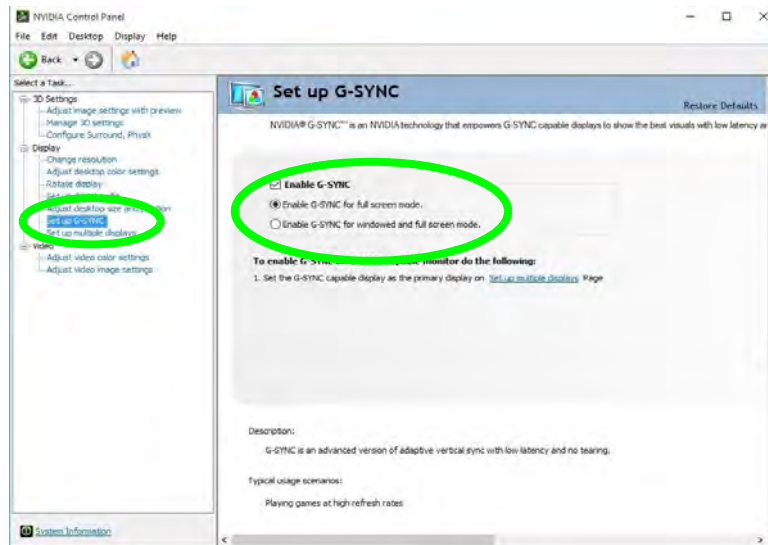 NVIDIA Control Panel
File Edit Desktop Display Help
Back
Select a Task...
3D Settings
Adjust image settings with preview
Manage 3D settings
Configure Surround, PhysX
Display
Change resolution
Adjust desktop color settings
Rotate display
Adjust desktop size and position
Set up G-SYNC
Set up multiple displays
Video
Adjust video color settings
Adjust video image settings
System Information
Set up G-SYNC
Restore Defaults
NVIDIA® G-SYNC™ is an NVIDIA technology that empowers G-SYNC capable displays to show the best visuals with low latency ar
Enable G-SYNC
Enable G-SYNC for full screen mode.
Enable G-SYNC for windowed and full screen mode.
To enable G-SYNC monitor do the following:
1. Set the G-SYNC capable display as the primary display on Set up multiple displays Page
Description:
G-SYNC is an advanced version of adaptive vertical sync with low latency and no tearing.
Typical usage scenarios:
Playing games at high refresh rates